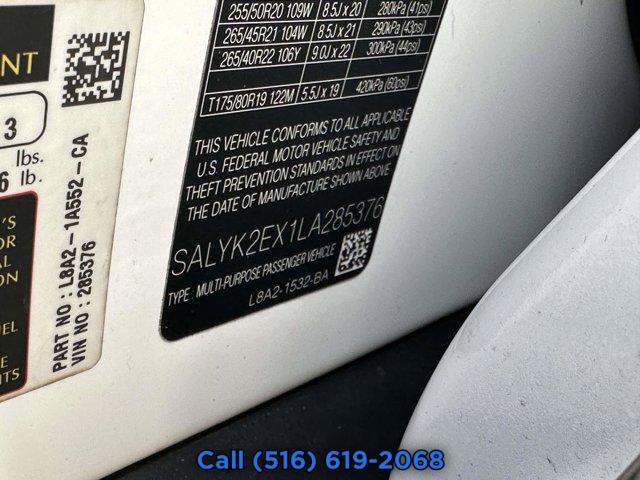 255/50R20 109W 8.5J x 20 280kPa (41psi)
265/45R21 104W 8.5J x 21 290kPa (43psi)
265/40R22 106Y 9.0J x 22 300kPa (44psi)
T175/80R19 122M 5.5J x 19 420kPa (60psi)
THIS VEHICLE CONFORMS TO ALL APPLICABLE
U.S. FEDERAL MOTOR VEHICLE SAFETY AND
THEFT PREVENTION STANDARDS IN EFFECT ON
THE DATE OF MANUFACTURE SHOWN ABOVE
SALYK2EX1LA285376
TYPE : MULTI-PURPOSE PASSENGER VEHICLE
L8A2-1532-BA
3
lbs.
6 lb.
PART NO : L8A2-1A552-CA
VIN NO : 285376
Call (516) 619-2068